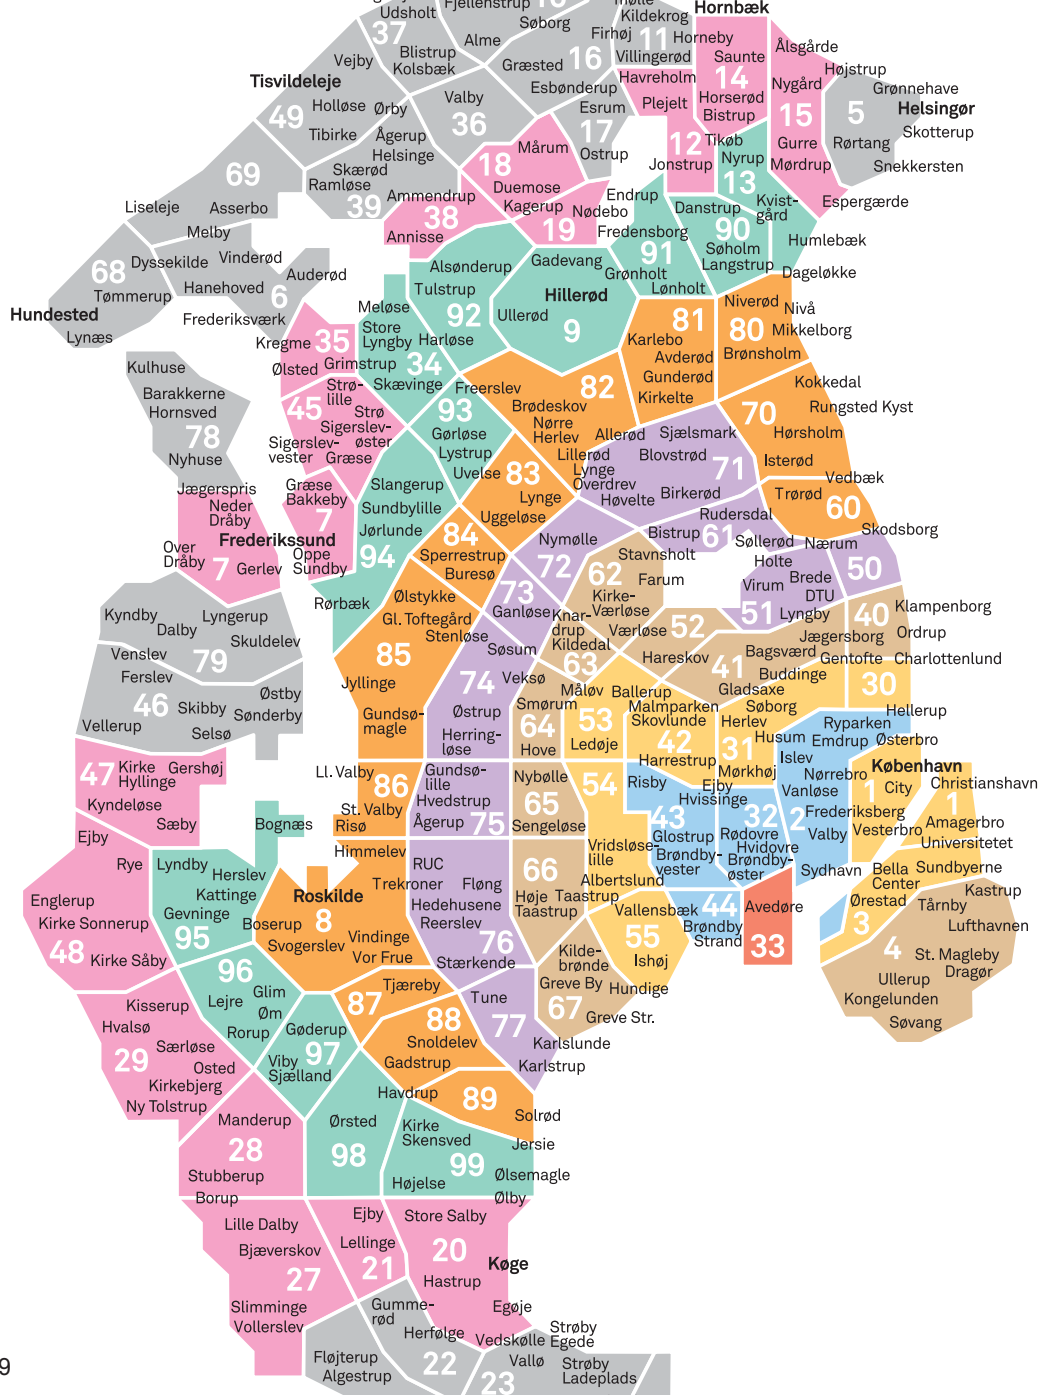 Udsholt
Fjellenstrup
Kildekrog
Hornbæk
37
Søborg
Firhøj
11
Horneby
Alme
Blistrup
Kolsbæk
Vejby
Græsted
16
Villingerød
Saunte
Ålsgårde
Tisvildeleje
Esbønderup
Havreholm
14
Højstrup
Nygård
Grønnehave
49
Holløse
Ørby
Valby
Esrum
Plejelt
Horserød
Bistrup
15
5
Helsingør
36
17
Skotterup
Tibirke
Ågerup
Helsinge
Mårum
Ostrup
12
Tikøb
Gurre
Rørtang
Jonstrup
Nyrup
Mørdrup
Snekkersten
69
Skærød
Ramløse
18
13
Liseleje
Asserbo
39
Ammendrup
Duemose
Kagerup
Endrup
Kvist-
gård
Espergærde
38
Nødebo
Danstrup
90
Melby
Annisse
19
Fredensborg
91
Søholm
Langstrup
Humlebæk
68
Dyssekilde
Vinderød
Auderød
Alsønderup
Gadevang
Grønholt
Dageløkke
Tømmerup
Hanehoved
6
Tulstrup
Hillerød
Lønholt
Hundested
Frederiksværk
Meløse
92
Ullerød
9
81
Niverød
Nivå
Lynæs
Kregme
35
Store
Lyngby
Harløse
Karlebo
80
Mikkelborg
Kulhuse
Ølsted
Grimstrup
34
Avderød
Brønsholm
Skævinge
Freerslev
82
Gunderød
Kokkedal
Barakkerne
Hornsved
45
Strø-
lille
Strø
93
Brødeskov
Kirkelte
70
Rungsted Kyst
78
Sigerslev-
øster
Gørløse
Nørre
Herlev
Allerød
Sjælsmark
Hørsholm
Sigerslev-
vester
Græse
Lystrup
Lillerød
Blovstrød
71
Isterød
Nyhuse
Uvelse
83
Lynge
Overdrev
Vedbæk
Jægerspris
Græse
Bakkeby
Slangerup
Lynge
Høvelte
Birkerød
Trørød
60
Neder
Dråby
7
Sundbylille
Uggeløse
Rudersdal
Skodsborg
Frederikssund
Jørlunde
84
Nymølle
Bistrup
61
Søllerød
Nærum
Over
Dråby
7
Gerlev
Oppe
Sundby
94
Sperrestrup
Buresø
72
Stavnsholt
Holte
50
62
Farum
Virum
Brede
DTU
Rørbæk
Ølstykke
73
Kirke-
Værløse
51
Lyngby
40
Klampenborg
Kyndby
Lyngerup
Gl. Toftegård
Ganløse
Knar-
drup
Værløse
52
Jægersborg
Ordrup
Dalby
Skuldelev
Stenløse
Kildedal
Bagsværd
Venslev
79
85
Søsum
63
Hareskov
41
Gentofte
Charlottenlund
Ferslev
Buddinge
46
Skibby
Østby
Jyllinge
74
Veksø
Måløv
Ballerup
Gladsaxe
30
Sønderby
Smørum
53
Malmparken
Søborg
Hellerup
Vellerup
Selsø
Gundsø-
magle
Østrup
64
Skovlunde
Herlev
Ryparken
Herring-
løse
Hove
Ledøje
42
31
Husum
Emdrup
Østerbro
Harrestrup
Islev
47
Kirke
Hyllinge
Gershøj
Ll. Valby
Gundsø-
lille
Nybølle
54
Risby
Mørkhøj
Nørrebro
København
Kyndeløse
86
Hvedstrup
65
Ejby
Vanløse
1
City
Christianshavn
Hvissinge
1
St. Valby
Ågerup
75
Sengeløse
43
32
2
Frederiksberg
Amagerbro
Sæby
Bognæs
Risø
Glostrup
Rødovre
Valby
Vesterbro
Universitetet
Ejby
Himmelev
Vridsløse-
lille
Hvidovre
Rye
Lyndby
RUC
66
Brøndby-
vester
Brøndby-
øster
Sydhavn
Bella
Center
Sundbyerne
Herslev
Trekroner
Fløng
Albertslund
Kastrup
Englerup
Kattinge
Roskilde
Hedehusene
Høje
Taastrup
Taastrup
Vallensbæk
44
Avedøre
Ørestad
Tårnby
Kirke Sonnerup
Gevninge
Boserup
8
Reerslev
Brøndby
Strand
3
Lufthavnen
48
95
Svogerslev
Vindinge
76
55
33
4
St. Magleby
Kirke Såby
Vor Frue
Stærkende
Kilde-
brønde
Ishøj
Dragør
96
Greve By
Hundige
Ullerup
Kisserup
Lejre
Glim
87
Tjæreby
Tune
67
Kongelunden
Hvalsø
Øm
88
77
Greve Str.
Søvang
Rorup
Gøderup
Snoldelev
Karlslunde
29
Særløse
97
Gadstrup
Karlstrup
Osted
Viby
Sjælland
Kirkebjerg
Havdrup
89
Ny Tolstrup
Solrød
Manderup
Ørsted
Kirke
Skensved
Jersie
28
98
99
Stubberup
Højelse
Ølsemagle
Borup
Ølby
Lille Dalby
Ejby
Store Salby
Bjæverskov
Lellinge
20
27
21
Køge
Hastrup
Slimminge
Gumme-
rød
Egøje
Vollerslev
Herfølge
Vedskølle
Strøby
Egede
9
Fløjterup
22
Vallø
Strøby
Ladeplads
Algestrup
23